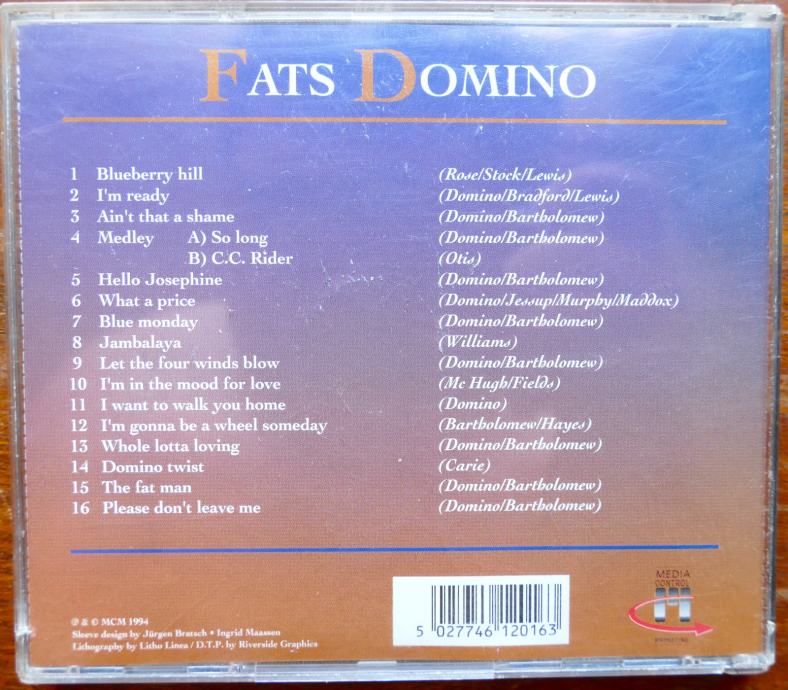 FATS DOMINO
1 Blueberry hill (Rose/Stock/Lewis)
2 I'm ready (Domino/Bradford/Lewis)
3 Ain't that a shame (Domino/Bartholomew)
4 Medley A) So long (Domino/Bartholomew)
B) C.C. Rider (Otis)
5 Hello Josephine (Domino/Bartholomew)
6 What a price (Domino/Jessup/Murphy/Maddox)
7 Blue monday (Domino/Bartholomew)
8 Jambalaya (Williams)
9 Let the four winds blow (Domino/Bartholomew)
10 I'm in the mood for love (Mc Hugh/Fields)
11 I want to walk you home (Domino)
12 I'm gonna be a wheel someday (Bartholomew/Hayes)
13 Whole lotta loving (Domino/Bartholomew)
14 Domino twist (Carie)
15 The fat man (Domino/Bartholomew)
16 Please don't leave me (Domino/Bartholomew)
℗ & © MCM 1994
Sleeve design by Jürgen Bratsch • Ingrid Maassen
Lithography by Litho Linea / D.T.P. by Riverside Graphics
5 027746 120163
MEDIA
CONTROL
M
MARKETING